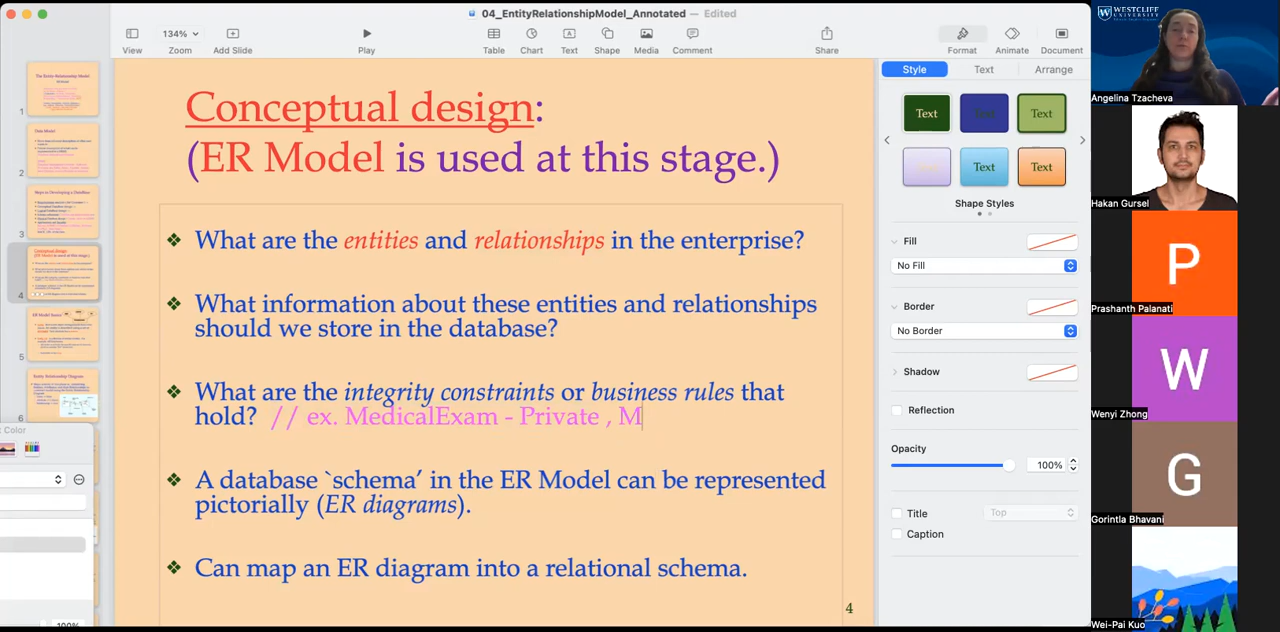 04_EntityRelationshipModel_Annotated — Edited
134%
View
Zoom
Add Slide
Play
Table
Chart
Text
Shape
Media
Comment
Share
Format
Animate
Document
1
2
3
4
5
6
Conceptual design:
(ER Model is used at this stage.)
What are the entities and relationships in the enterprise?
What information about these entities and relationships
should we store in the database?
What are the integrity constraints or business rules that
hold? // ex. MedicalExam - Private , M
A database `schema' in the ER Model can be represented
pictorially (ER diagrams).
Can map an ER diagram into a relational schema.
4
Style
Text
Arrange
Text
Text
Text
Text
Text
Shape Styles
Fill
No Fill
Border
No Border
Shadow
Reflection
Opacity
100%
Title
Top
Caption
WESTCLIFF
UNIVERSITY
Angelina Tzacheva
Hakan Gursel
P
Prashanth Palanati
W
Wenyi Zhong
G
Gorintla Bhavani
Wei-Pai Kuo